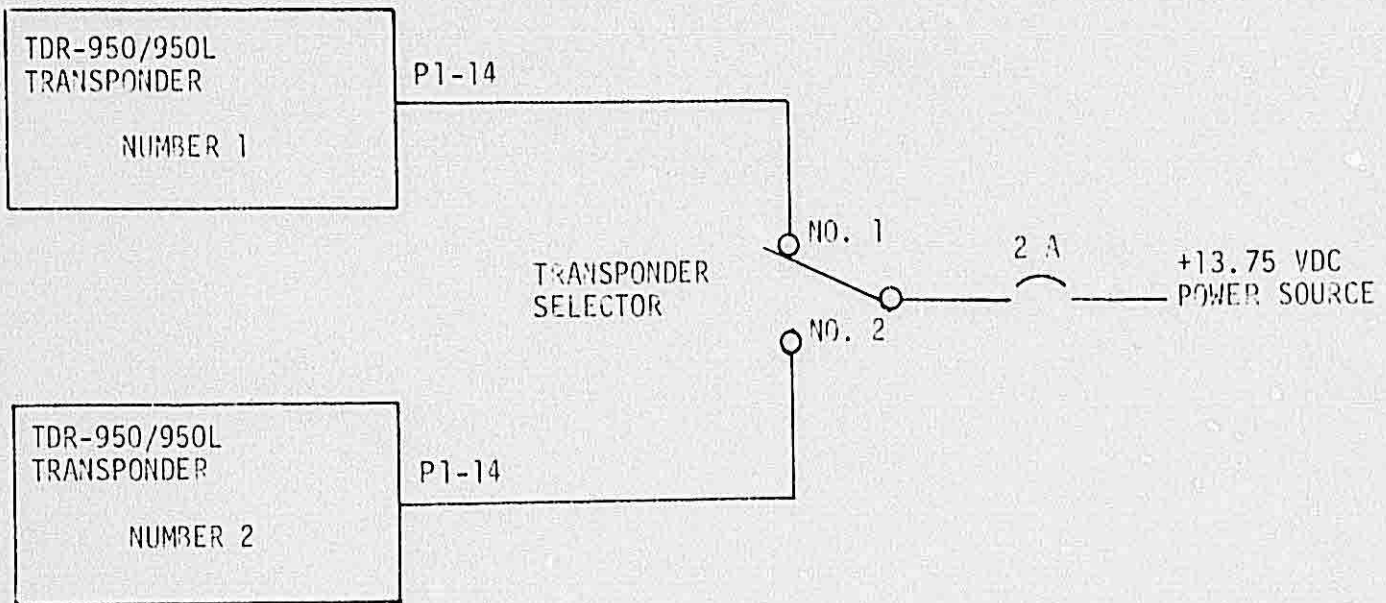 TDR-950/950L
TRANSPONDER
NUMBER 1
P1-14
NO. 1
TRANSPONDER
SELECTOR
2 A
+13.75 VDC
POWER SOURCE
NO. 2
TDR-950/950L
TRANSPONDER
NUMBER 2
P1-14